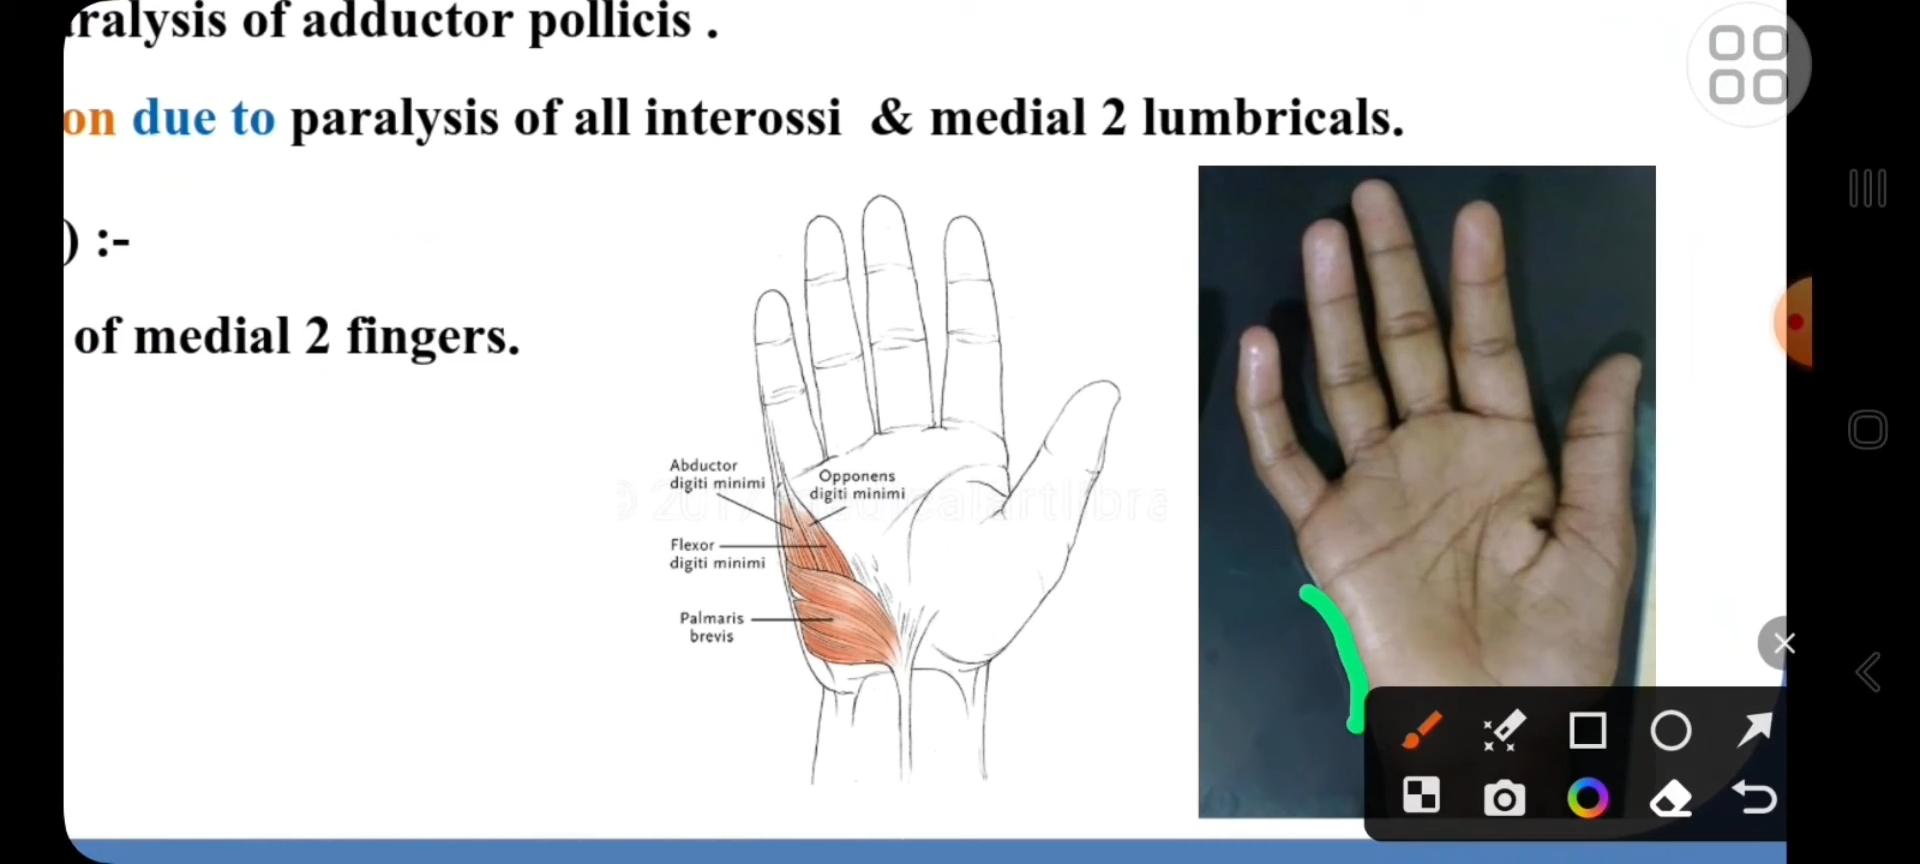 ralysis of adductor pollicis .
on due to paralysis of all interossi & medial 2 lumbricals.
) :-
of medial 2 fingers.
Abductor
digiti minimi
Opponens
digiti minimi
Flexor
digiti minimi
Palmaris
brevis